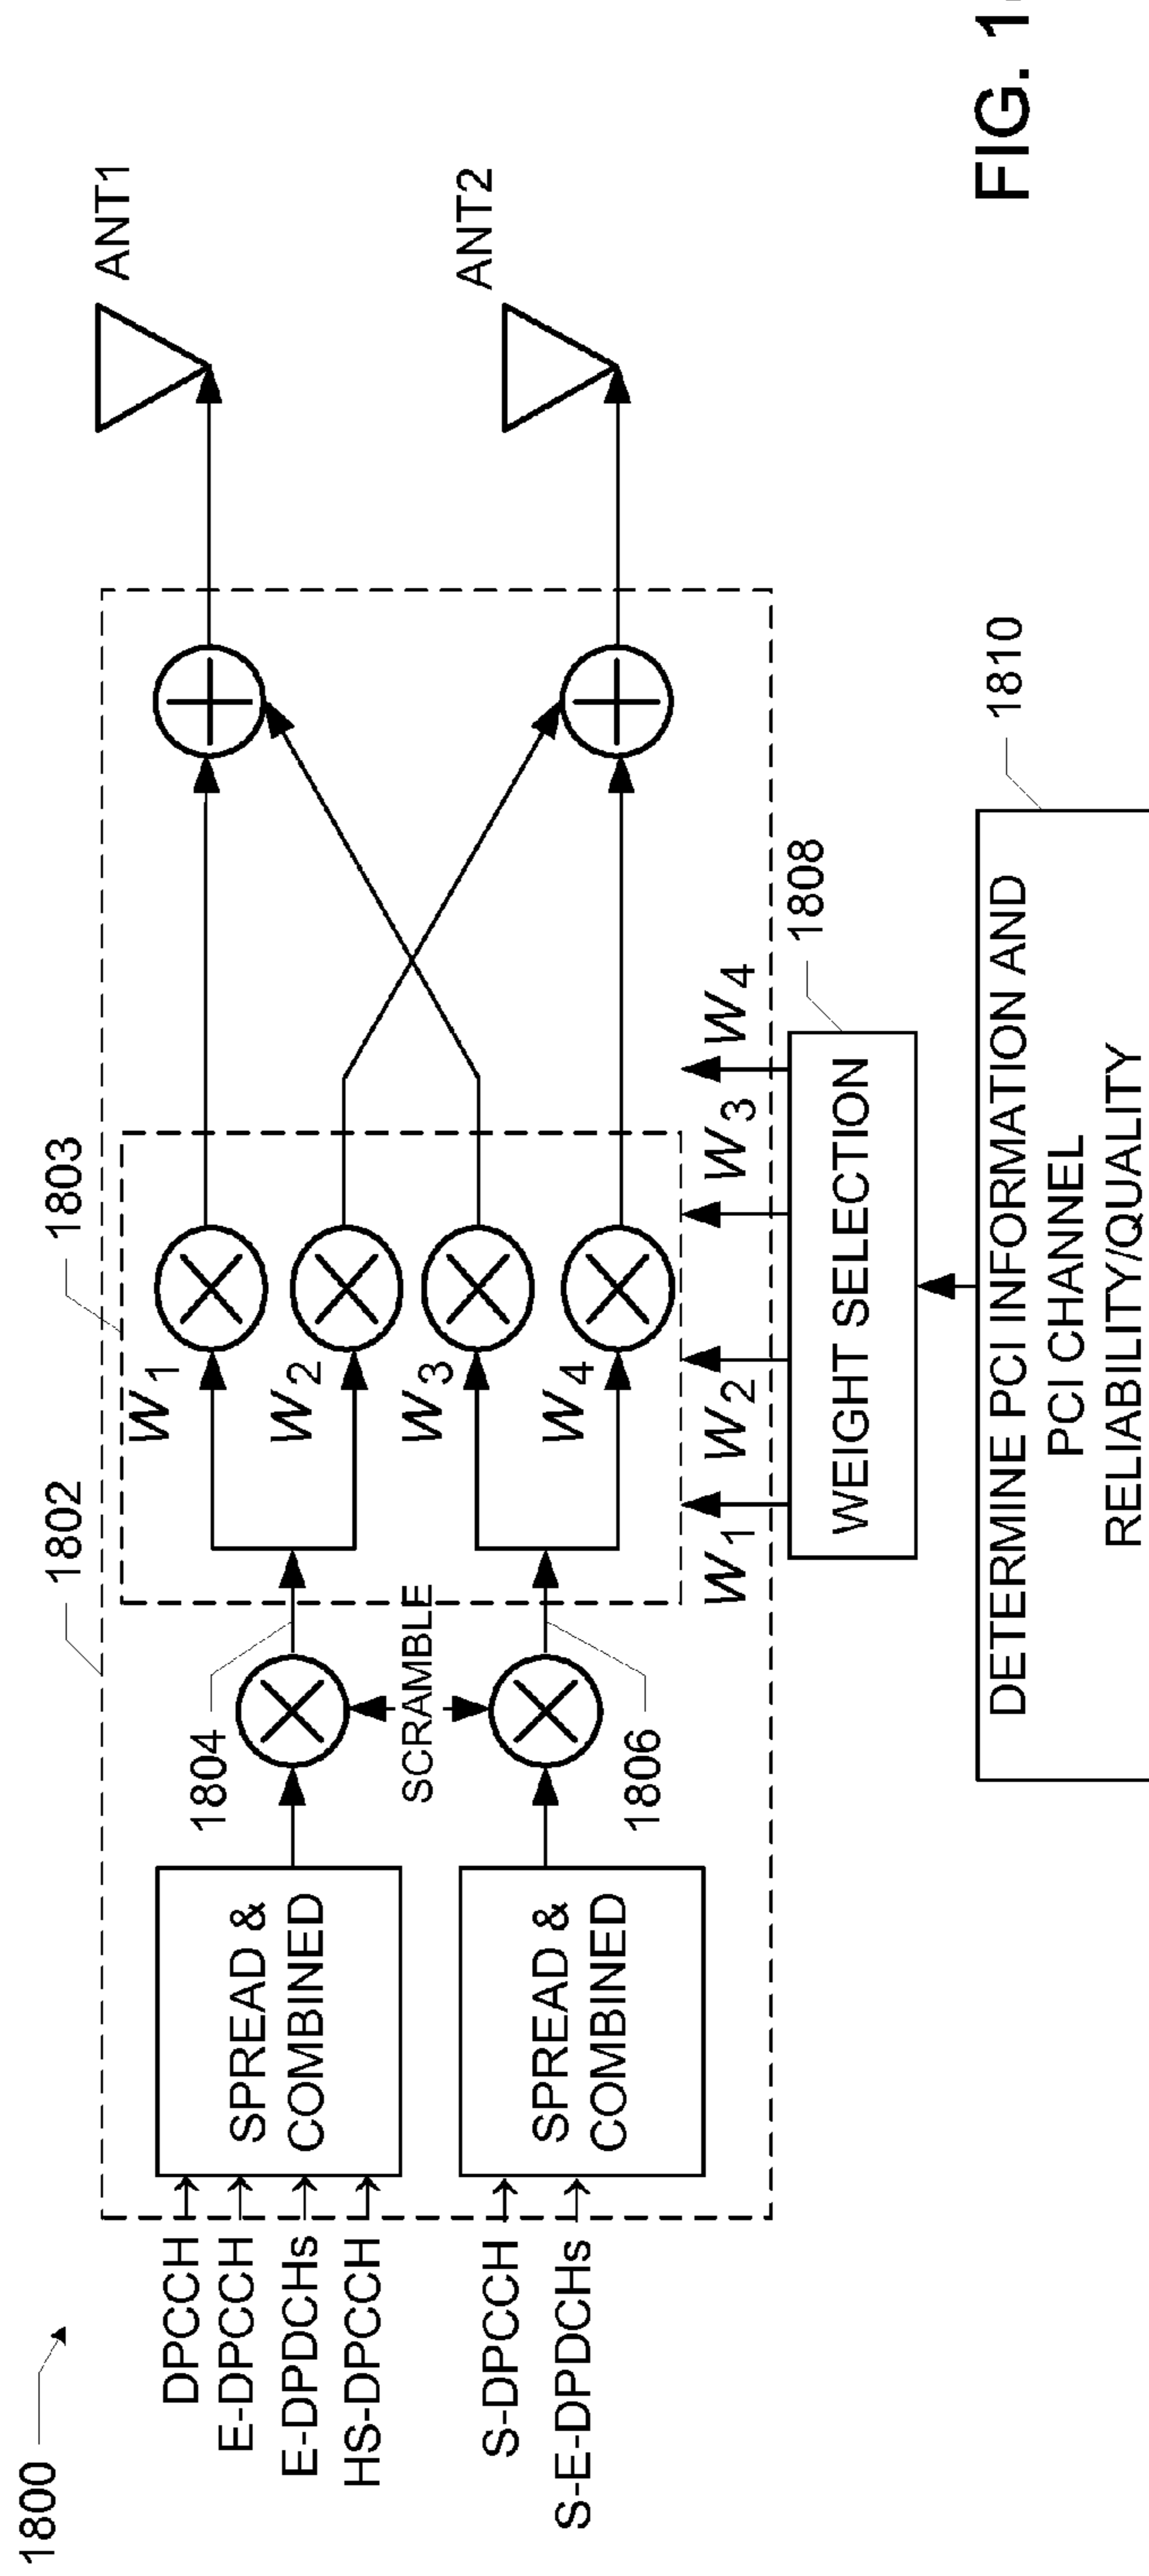 1800
1802
1803
ANT1
DPCCH
E-DPCCH
E-DPDCHs
HS-DPCCH
SPREAD &
COMBINED
1804
W1
W2
SCRAMBLE
W3
W4
ANT2
S-DPCCH
S-E-DPDCHs
SPREAD &
COMBINED
1806
W1
W2
W3
W4
WEIGHT SELECTION
1808
DETERMINE PCI INFORMATION AND
PCI CHANNEL
RELIABILITY/QUALITY
1810
FIG. 1